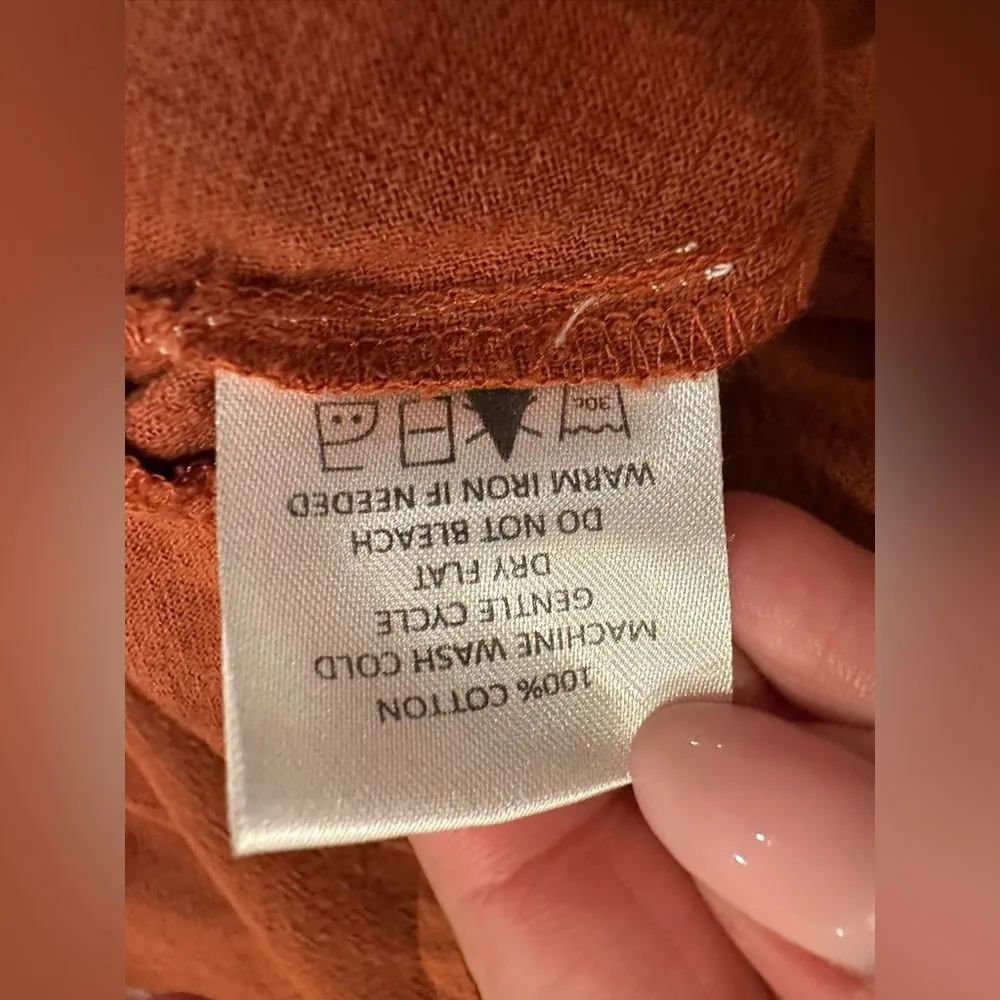 100% COTTON
MACHINE WASH COLD
GENTLE CYCLE
DRY FLAT
DO NOT BLEACH
WARM IRON IF NEEDED
30c